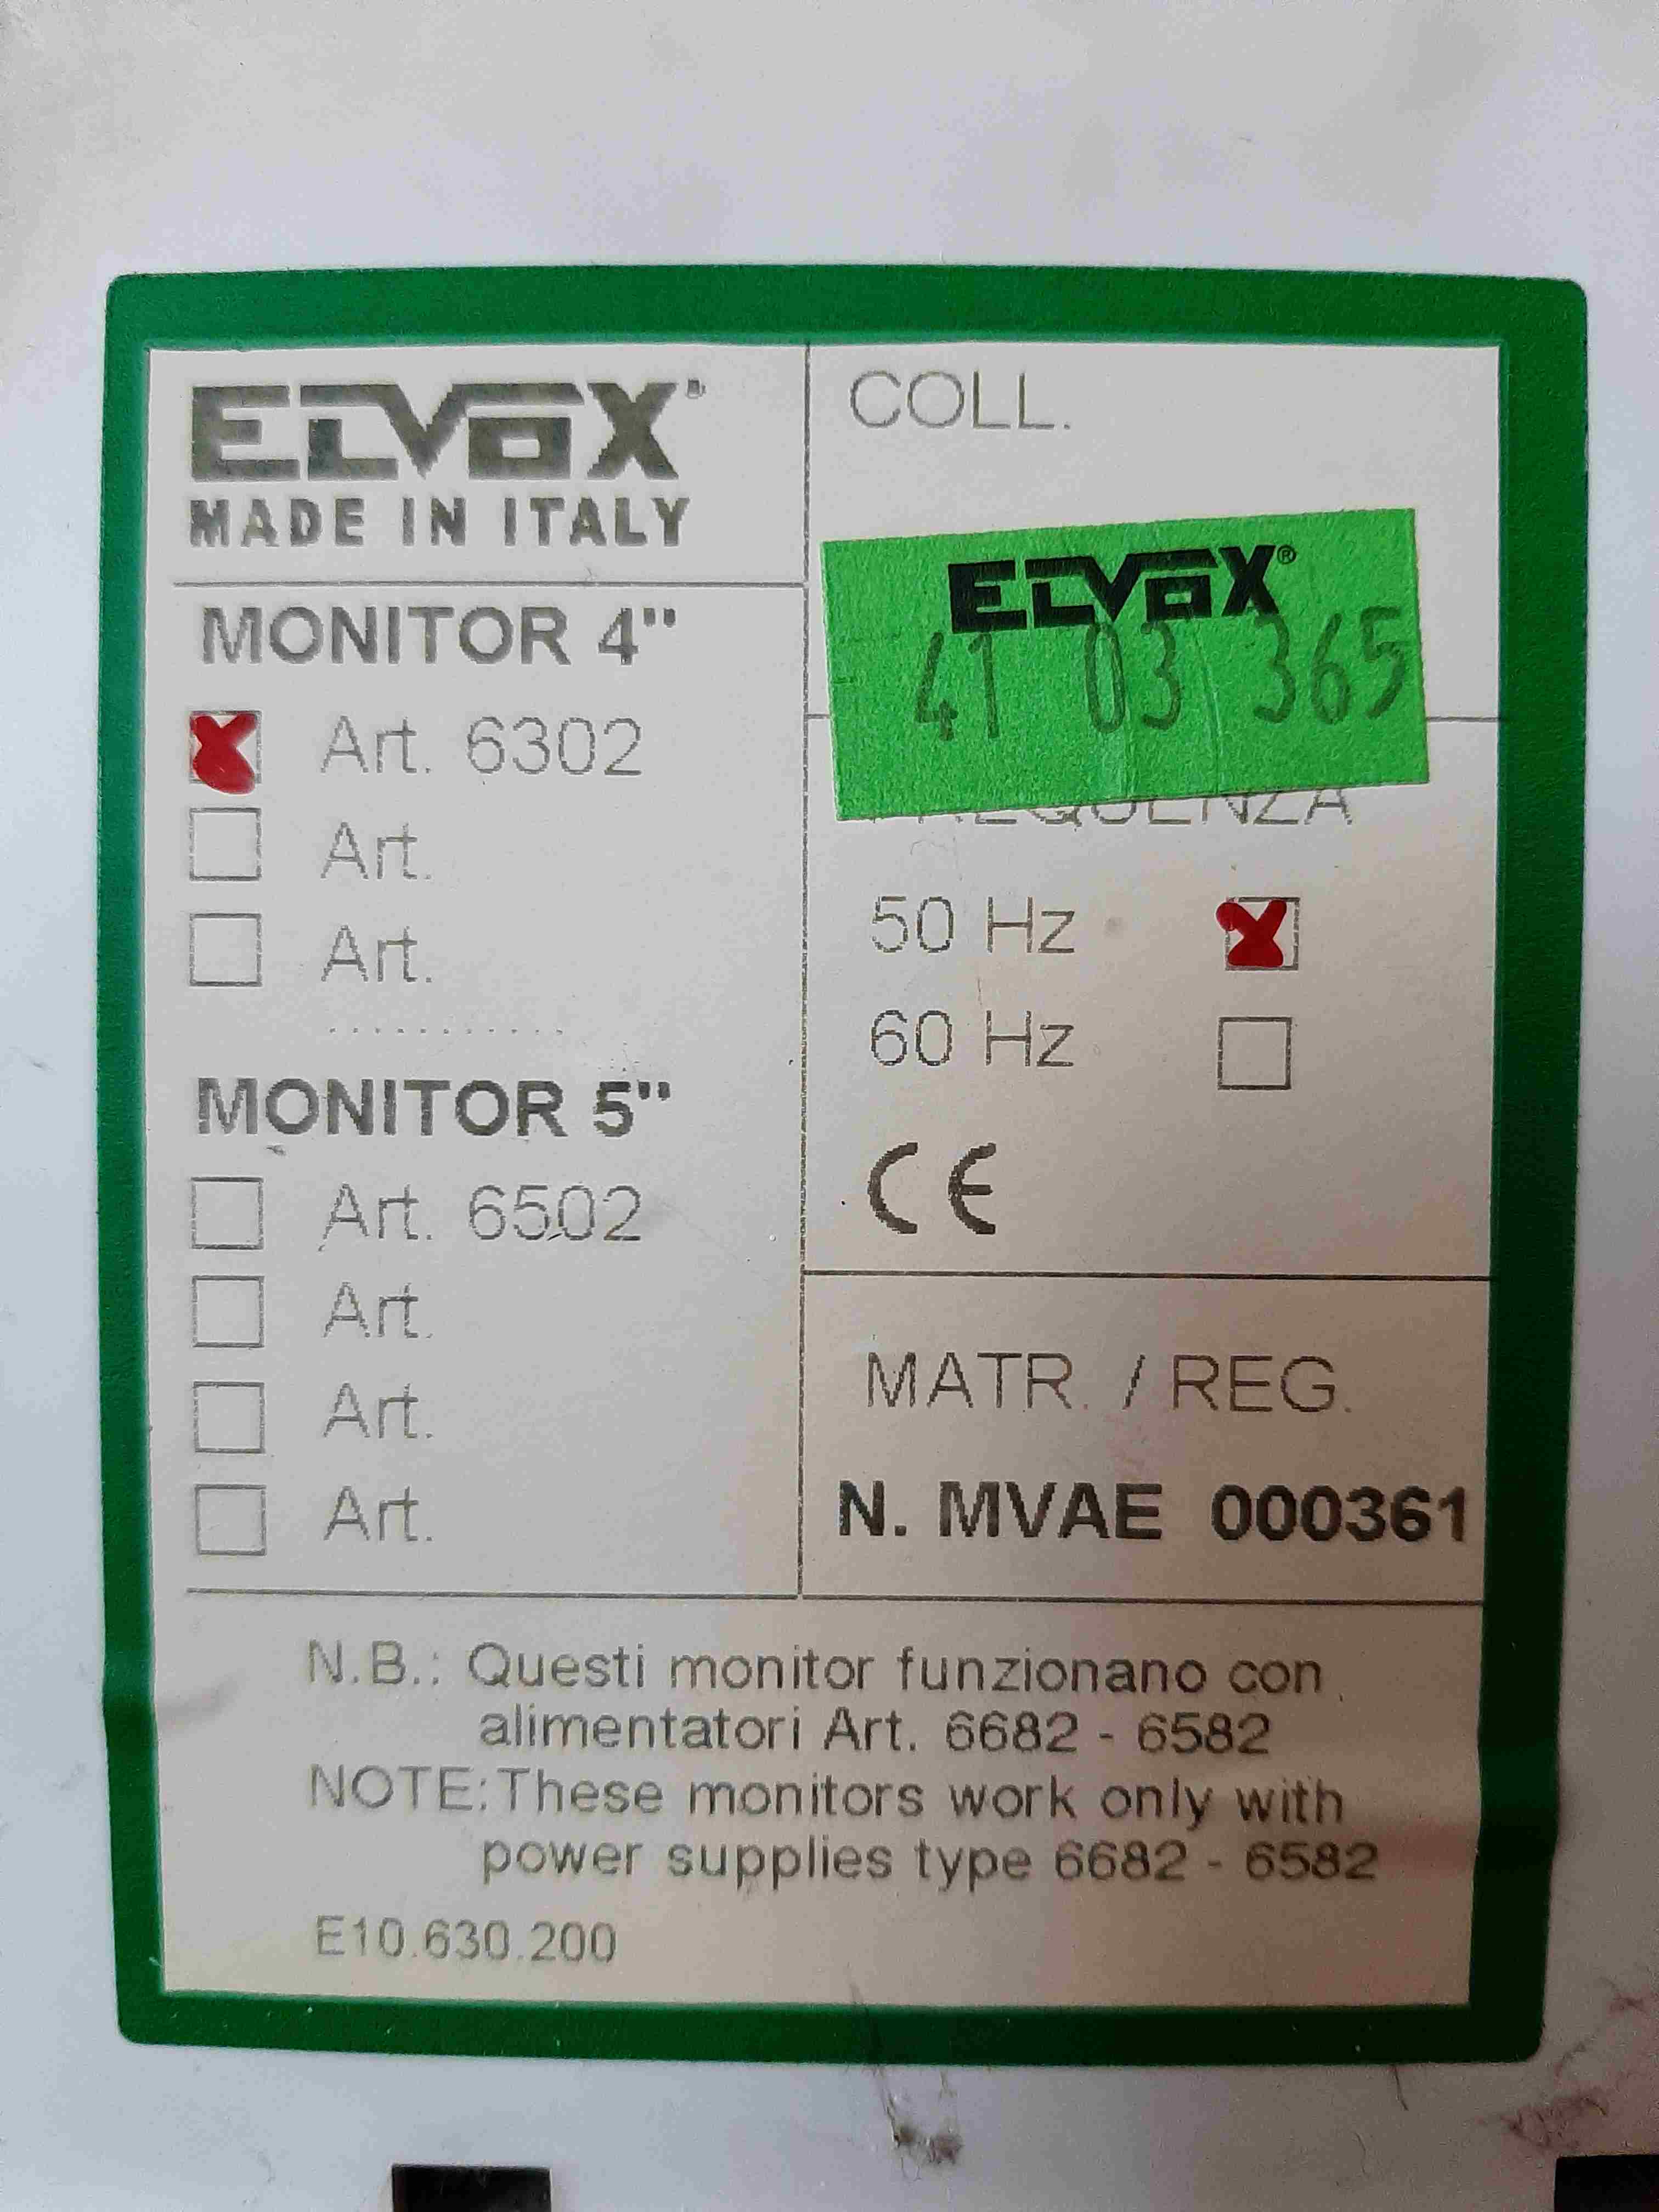 ELVOX®
MADE IN ITALY
MONITOR 4"
Art. 6302
Art.
Art.
...........
MONITOR 5"
Art. 6502
Art.
Art.
Art.
COLL.
ELVOX®
41 03 365
FREQUENZA
50 Hz
60 Hz
CE
MATR. / REG.
N. MVAE 000361
N.B.: Questi monitor funzionano con
alimentatori Art. 6682 - 6582
NOTE: These monitors work only with
power supplies type 6682 - 6582
E10.630.200